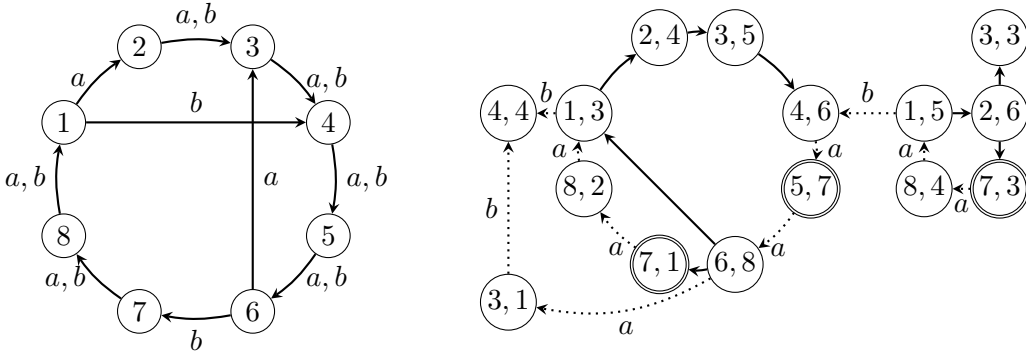 a, b
2
3
2, 4
3, 5
3, 3
a
a, b
b
b
b
1
4
4, 4
1, 3
4, 6
1, 5
2, 6
a
a
a
a, b
a
a, b
8, 2
5, 7
8, 4
7, 3
b
a
8
5
a
a
a, b
a, b
7, 1
6, 8
7
6
3, 1
b
a